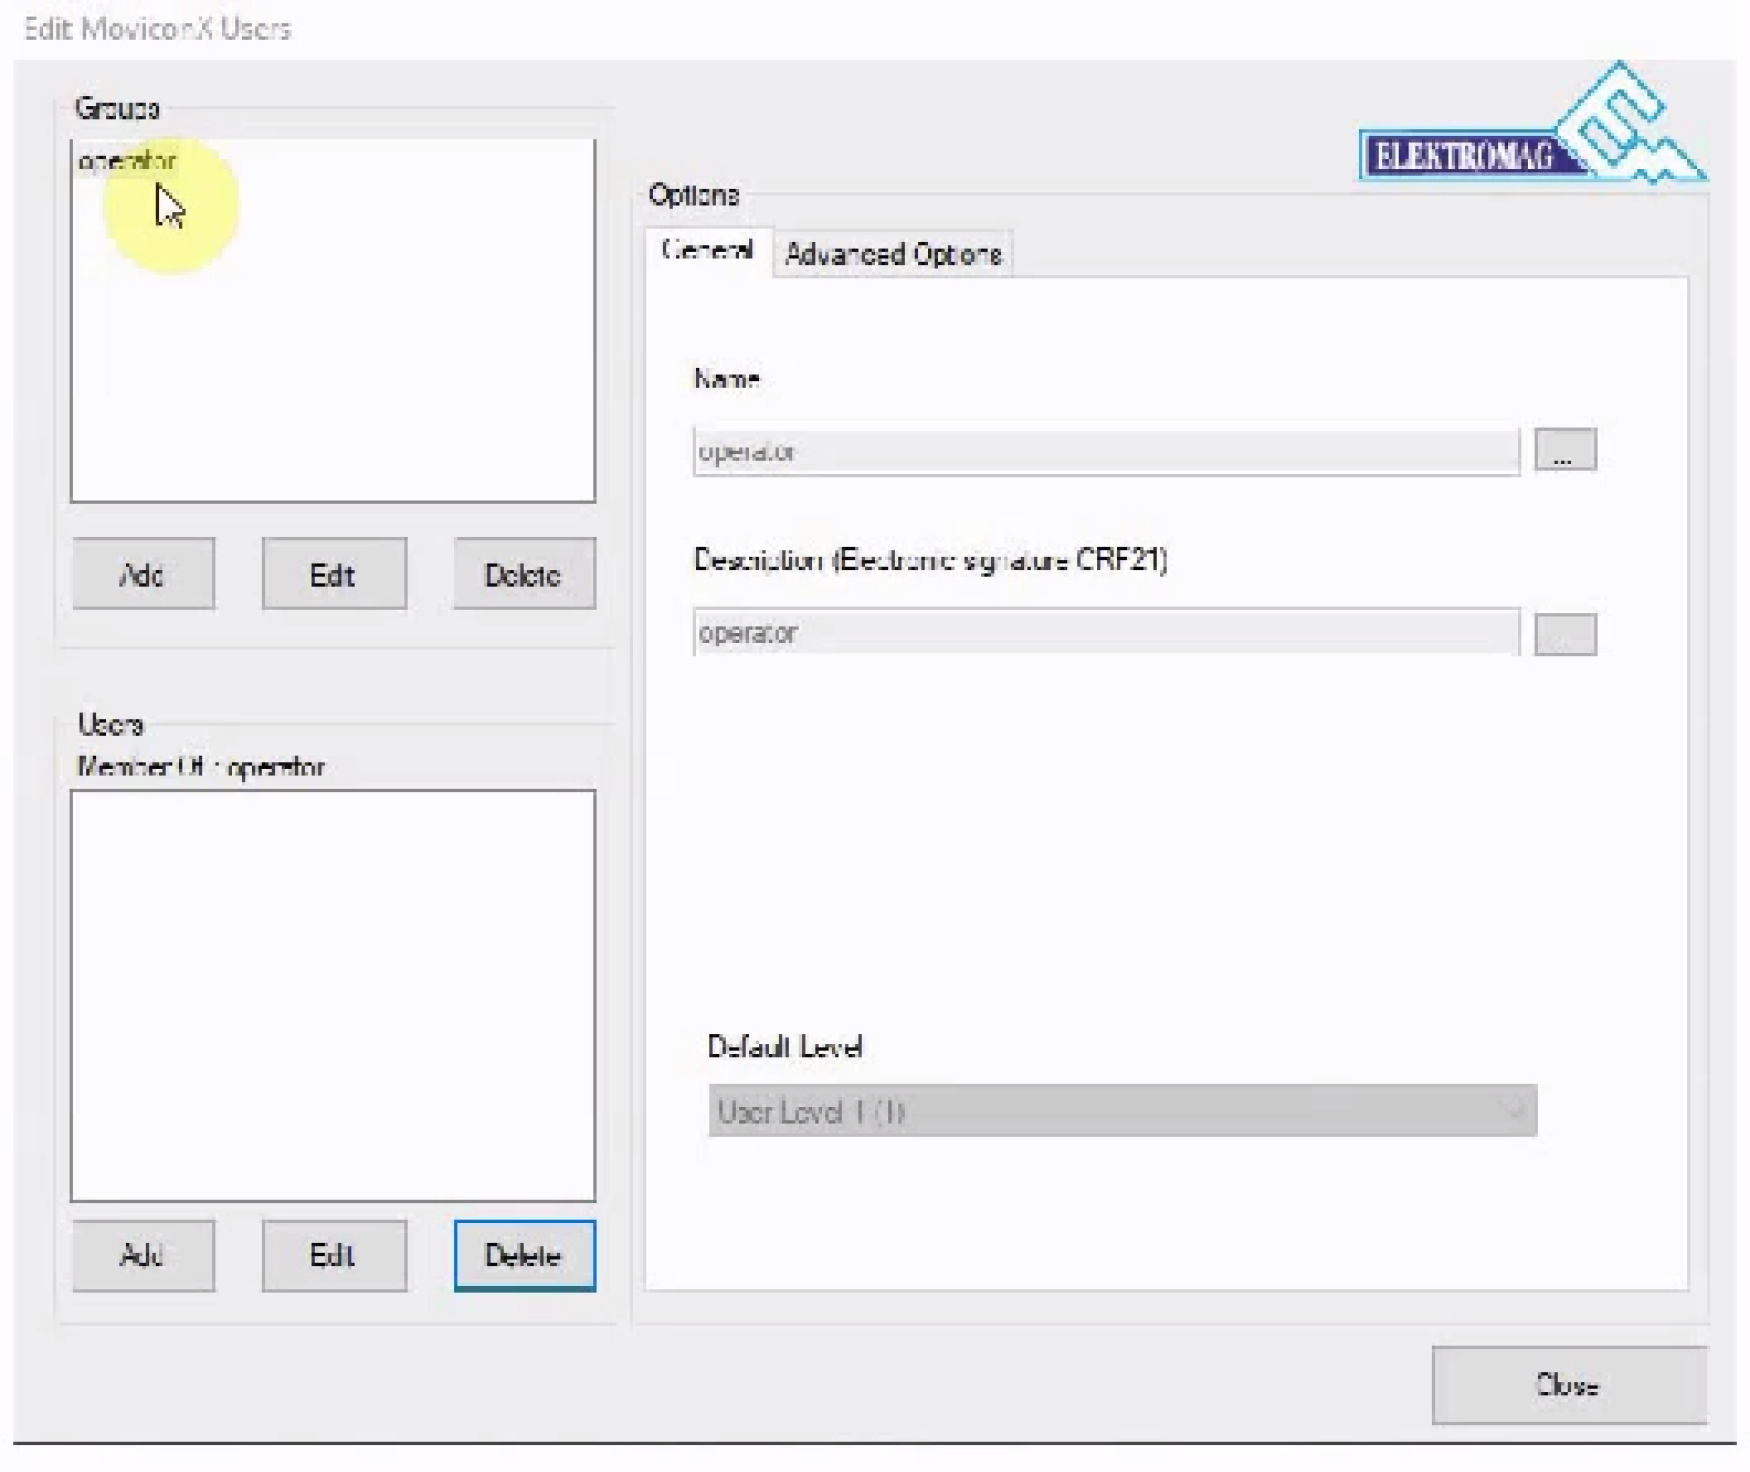 Edit MoviconX Users
Groups
operator
Add
Edit
Delete
Users
Member Of : operator
Add
Edit
Delete
ELEKTROMAG
Options
General
Advanced Options
Name
operator
...
Description (Electronic signature CRF21)
operator
Default Level
User Level 1 (1)
Close